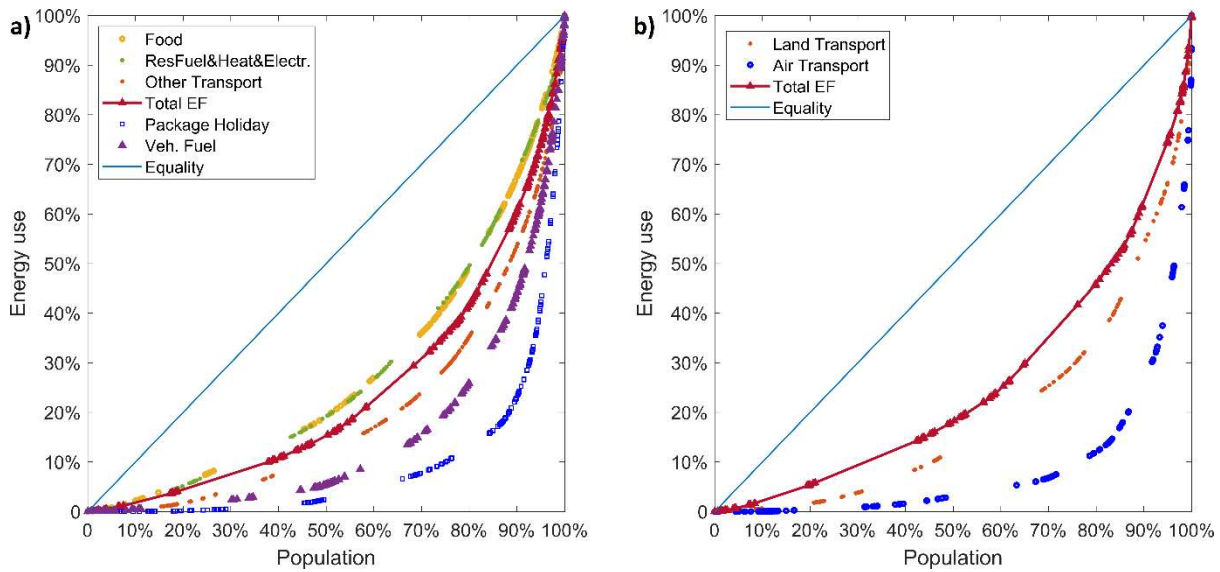 a)
100%
90%
80%
70%
60%
50%
40%
30%
20%
10%
0
Energy use
Food
ResFuel&Heat&Electr.
Other Transport
Total EF
Package Holiday
Veh. Fuel
Equality
0 10% 20% 30% 40% 50% 60% 70% 80% 90% 100%
Population
b)
100%
90%
80%
70%
60%
50%
40%
30%
20%
10%
0
Energy use
Land Transport
Air Transport
Total EF
Equality
0 10% 20% 30% 40% 50% 60% 70% 80% 90% 100%
Population